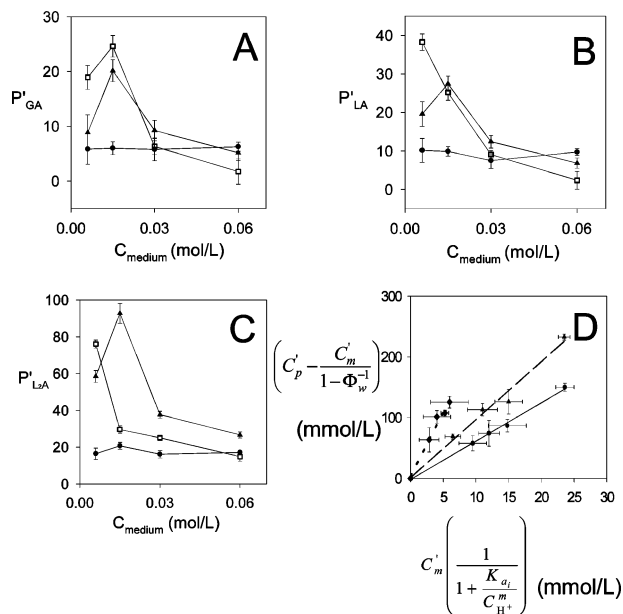 A
P'GA
30
20
10
0
0.00 0.03 0.06
Cmedium (mol/L)
B
P'LA
40
30
20
10
0
0.00 0.03 0.06
Cmedium (mol/L)
C
P'L₂A
100
80
60
40
20
0
0.00 0.03 0.06
Cmedium (mol/L)
D
(C'p − C'm / (1 − Φw⁻¹))
(mmol/L)
300
200
100
0
0 5 10 15 20 25 30
C'm (1 / (1 + Kai / CmH+)) (mmol/L)